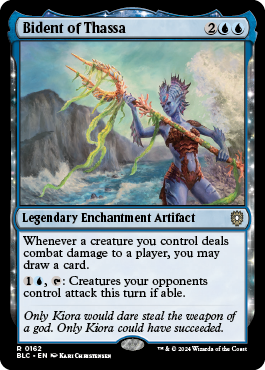 Bident of Thassa 2
Legendary Enchantment Artifact
Whenever a creature you control deals
combat damage to a player, you may
draw a card.
1, : Creatures your opponents
control attack this turn if able.
Only Kiora would dare steal the weapon of
a god. Only Kiora could have succeeded.
R 0162
BLC • EN Kari Christensen
™ & © 2024 Wizards of the Coast